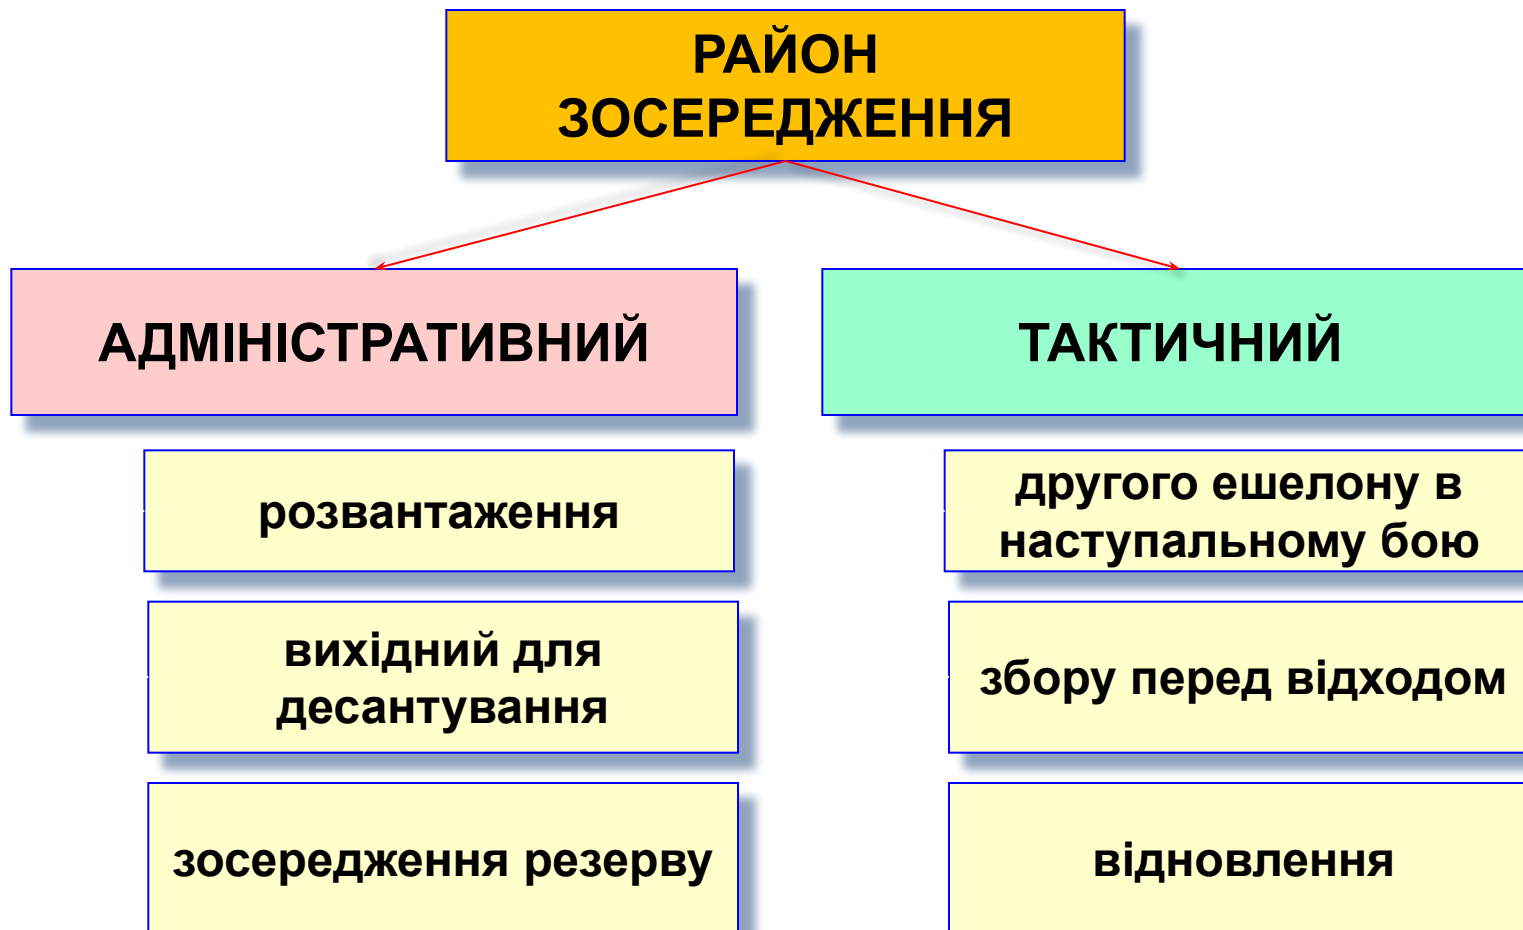 РАЙОН
ЗОСЕРЕДЖЕННЯ
АДМІНІСТРАТИВНИЙ
розвантаження
вихідний для
десантування
зосередження резерву
ТАКТИЧНИЙ
другого ешелону в
наступальному бою
збору перед відходом
відновлення